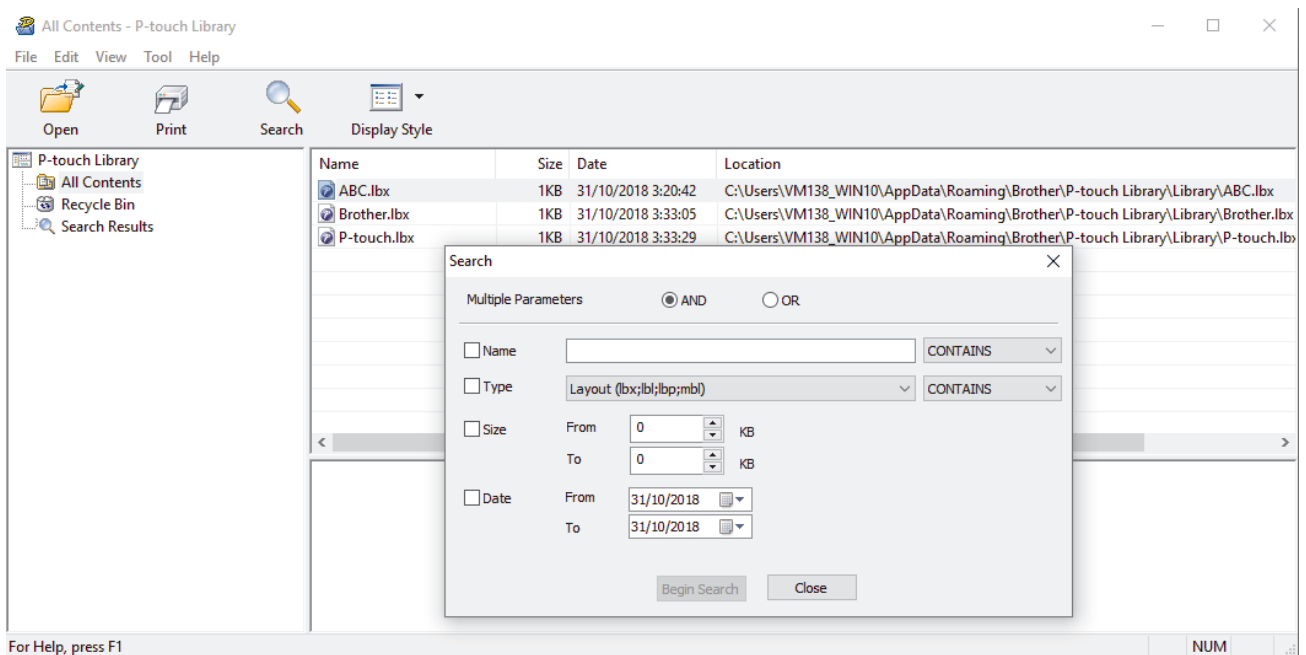 All Contents - P-touch Library
File Edit View Tool Help
Open Print Search Display Style
P-touch Library
All Contents
Recycle Bin
Search Results
Name Size Date Location
ABC.lbx 1KB 31/10/2018 3:20:42 C:\Users\VM138_WIN10\AppData\Roaming\Brother\P-touch Library\Library\ABC.lbx
Brother.lbx 1KB 31/10/2018 3:33:05 C:\Users\VM138_WIN10\AppData\Roaming\Brother\P-touch Library\Library\Brother.lbx
P-touch.lbx 1KB 31/10/2018 3:33:29 C:\Users\VM138_WIN10\AppData\Roaming\Brother\P-touch Library\Library\P-touch.lbx
Search
Multiple Parameters AND OR
Name CONTAINS
Type Layout (lbx;lbl;lbp;mbl) CONTAINS
Size From 0 KB
To 0 KB
Date From 31/10/2018
To 31/10/2018
Begin Search Close
For Help, press F1 NUM